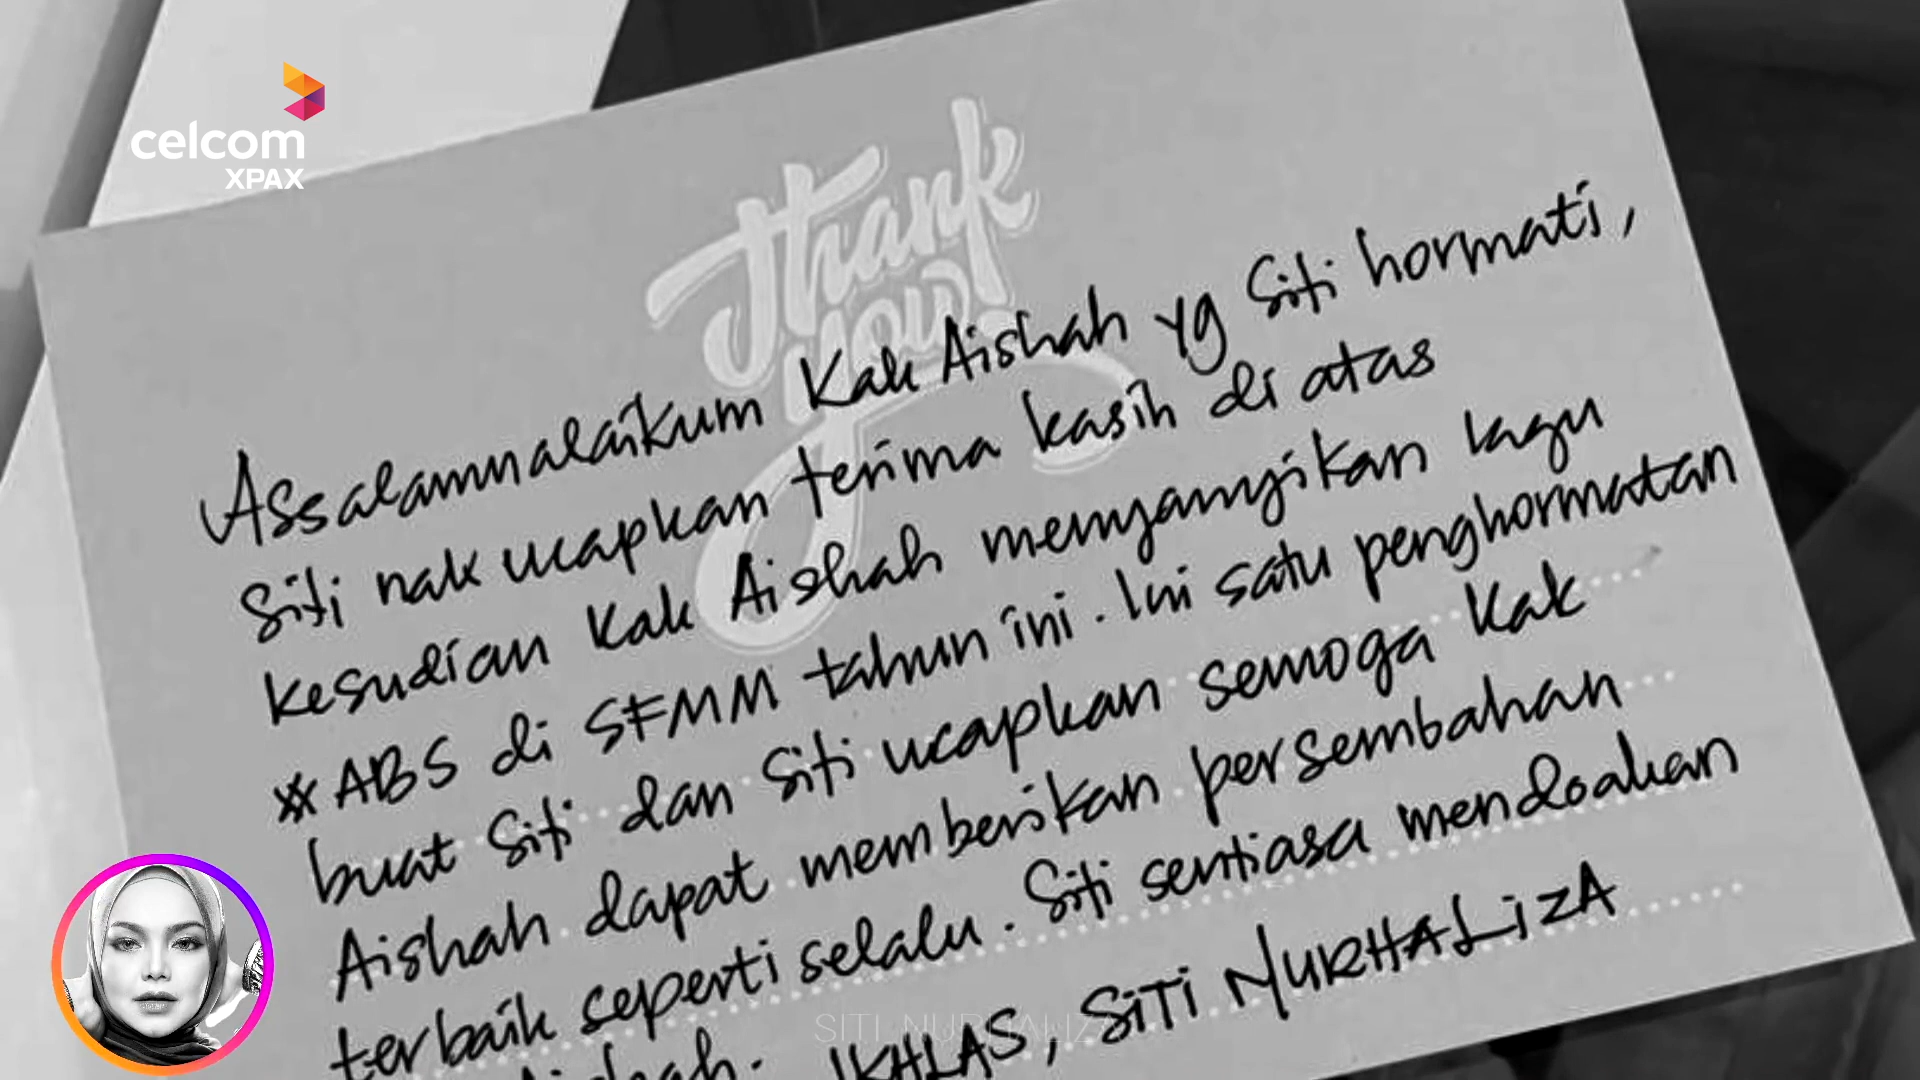 celcom
XPAX
Thank
you
Assalamualaikum Kak Aishah yg Siti hormati,
Siti nak ucapkan terima kasih di atas
kesudian Kak Aishah menyanyikan lagu
*ABS di SFMM tahun ini. Ini satu penghormatan
buat Siti dan Siti ucapkan semoga Kak
Aishah dapat memberikan persembahan
terbaik seperti selalu. Siti sentiasa mendoakan
Aishah. IKHLAS, SiTi NURHALizA
SITI NURHALIZA